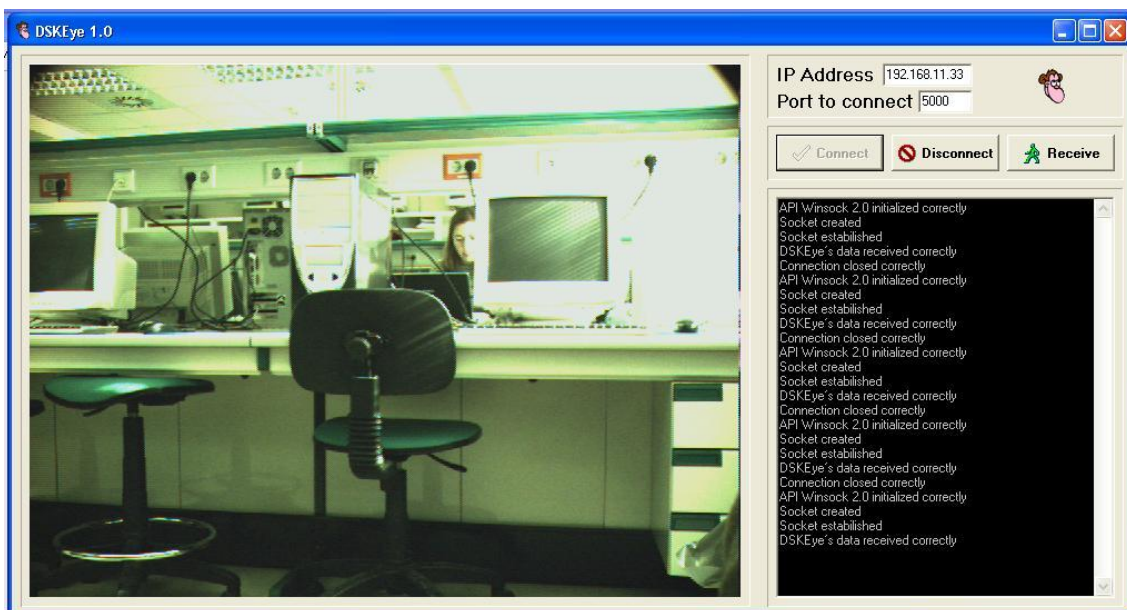 DSKEye 1.0
IP Address 192.168.11.33
Port to connect 5000
Connect Disconnect Receive
API Winsock 2.0 initialized correctly
Socket created
Socket estabilished
DSKEye´s data received correctly
Connection closed correctly
API Winsock 2.0 initialized correctly
Socket created
Socket estabilished
DSKEye´s data received correctly
Connection closed correctly
API Winsock 2.0 initialized correctly
Socket created
Socket estabilished
DSKEye´s data received correctly
Connection closed correctly
API Winsock 2.0 initialized correctly
Socket created
Socket estabilished
DSKEye´s data received correctly
Connection closed correctly
API Winsock 2.0 initialized correctly
Socket created
Socket estabilished
DSKEye´s data received correctly